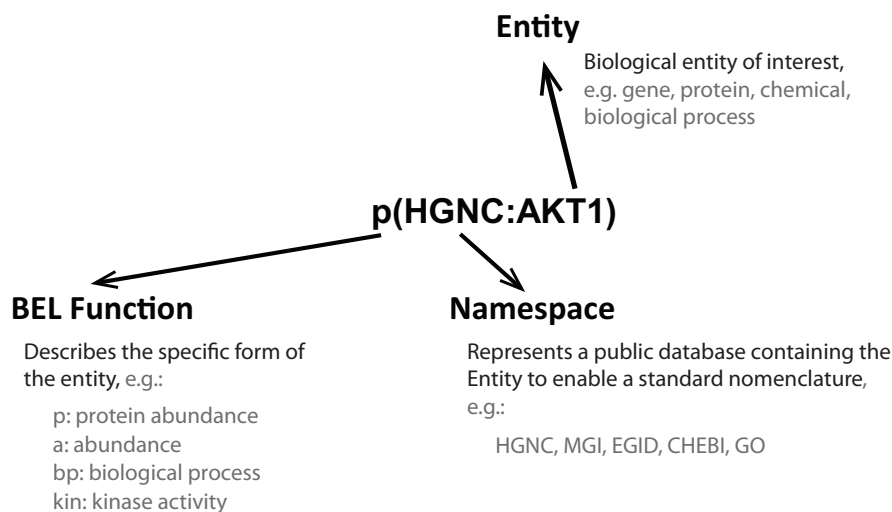 Entity
Biological entity of interest,
e.g. gene, protein, chemical,
biological process
p(HGNC:AKT1)
BEL Function
Describes the specific form of
the entity, e.g.:
p: protein abundance
a: abundance
bp: biological process
kin: kinase activity
Namespace
Represents a public database containing the
Entity to enable a standard nomenclature,
e.g.:
HGNC, MGI, EGID, CHEBI, GO